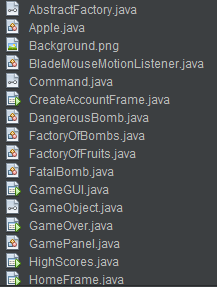 AbstractFactory.java
Apple.java
Background.png
BladeMouseMotionListener.java
Command.java
CreateAccountFrame.java
DangerousBomb.java
FactoryOfBombs.java
FactoryOfFruits.java
FatalBomb.java
GameGUI.java
GameObject.java
GameOver.java
GamePanel.java
HighScores.java
HomeFrame.java